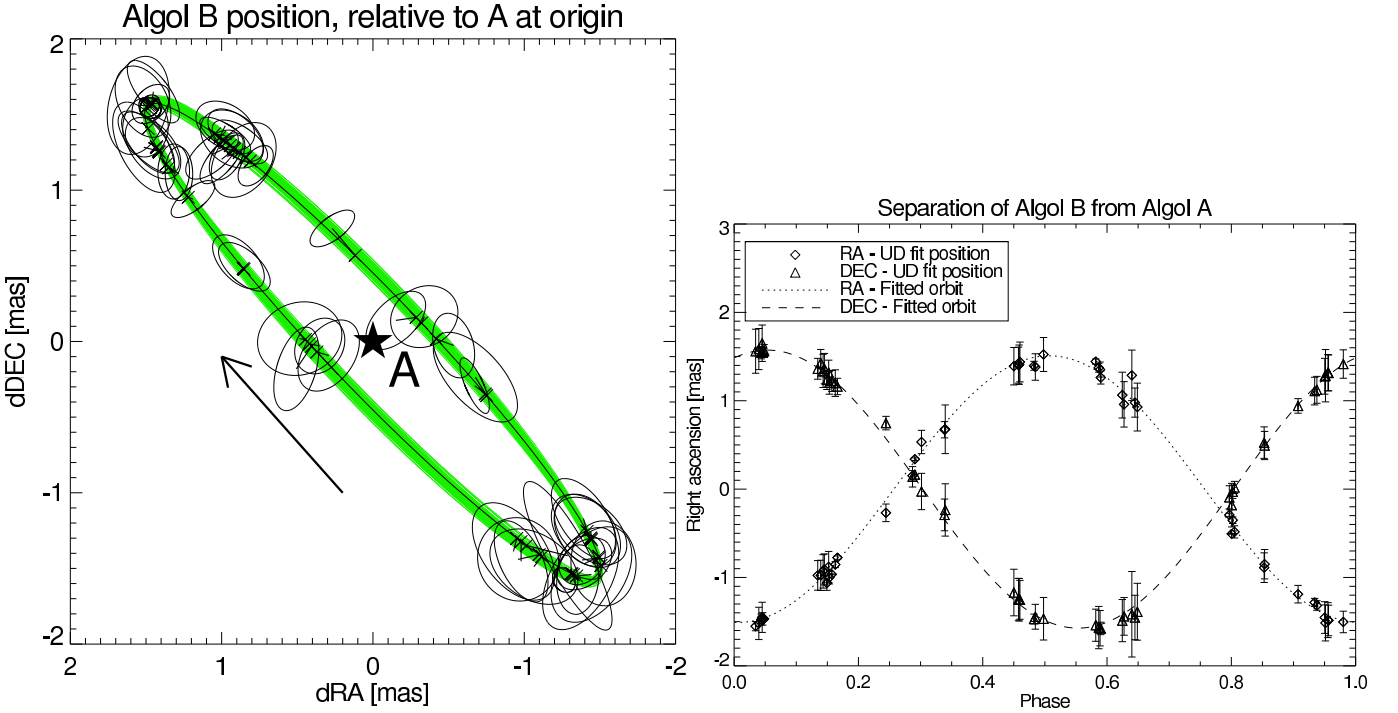 Algol B position, relative to A at origin
2
1
0
-1
-2
dDEC [mas]
A
2
1
0
-1
-2
dRA [mas]
Separation of Algol B from Algol A
3
2
1
0
-1
-2
Right ascension [mas]
RA - UD fit position
DEC - UD fit position
RA - Fitted orbit
DEC - Fitted orbit
0.0
0.2
0.4
0.6
0.8
1.0
Phase